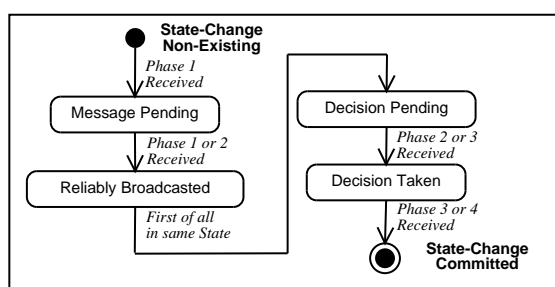 State-Change
Non-Existing
Phase 1
Received
Message Pending
Phase 1 or 2
Received
Reliably Broadcasted
First of all
in same State
Decision Pending
Phase 2 or 3
Received
Decision Taken
Phase 3 or 4
Received
State-Change
Committed